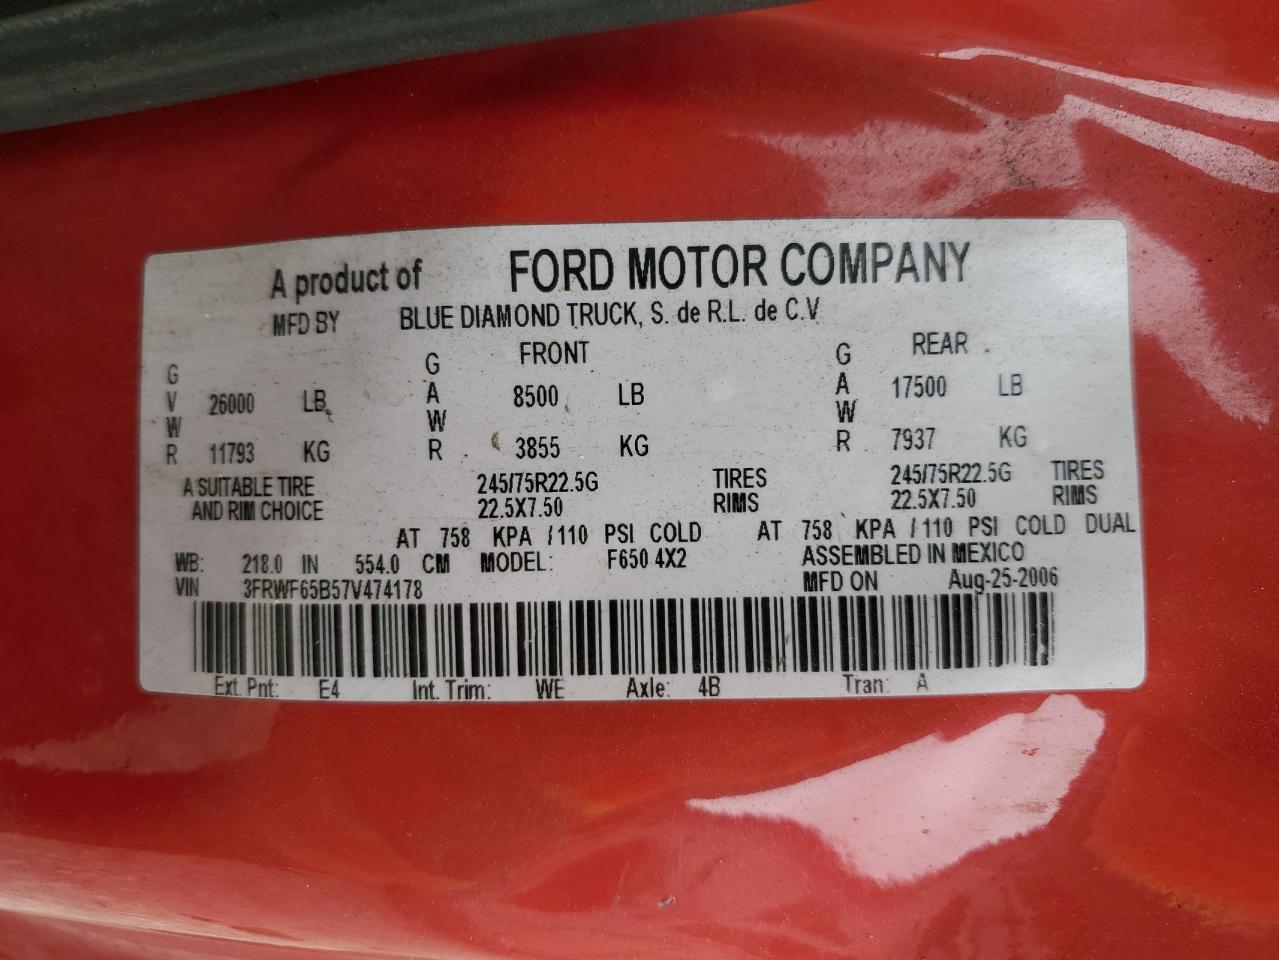 A product of FORD MOTOR COMPANY
MFD BY BLUE DIAMOND TRUCK, S. de R.L. de C.V
GVWR 26000 LB 11793 KG
GAWR FRONT 8500 LB 3855 KG
GAWR REAR 17500 LB 7937 KG
A SUITABLE TIRE 245/75R22.5G TIRES 245/75R22.5G TIRES
AND RIM CHOICE 22.5X7.50 RIMS 22.5X7.50 RIMS
AT 758 KPA / 110 PSI COLD AT 758 KPA / 110 PSI COLD DUAL
WB: 218.0 IN 554.0 CM MODEL: F650 4X2 ASSEMBLED IN MEXICO
VIN 3FRWF65B57V474178 MFD ON Aug-25-2006
Ext. Pnt: E4 Int. Trim: WE Axle: 4B Tran: A